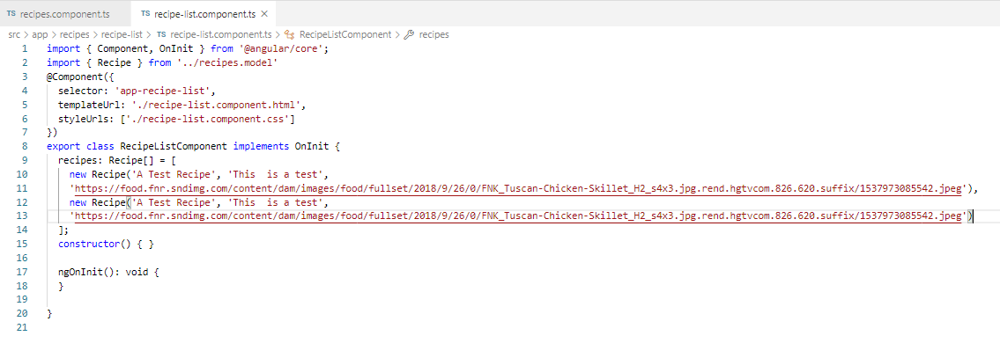 TS recipes.component.ts TS recipe-list.component.ts ×
src > app > recipes > recipe-list > TS recipe-list.component.ts > RecipeListComponent > recipes
1 import { Component, OnInit } from '@angular/core';
2 import { Recipe } from '../recipes.model'
3 @Component({
4   selector: 'app-recipe-list',
5   templateUrl: './recipe-list.component.html',
6   styleUrls: ['./recipe-list.component.css']
7 })
8 export class RecipeListComponent implements OnInit {
9   recipes: Recipe[] = [
10     new Recipe('A Test Recipe', 'This  is a test',
11     'https://food.fnr.sndimg.com/content/dam/images/food/fullset/2018/9/26/0/FNK_Tuscan-Chicken-Skillet_H2_s4x3.jpg.rend.hgtvcom.826.620.suffix/1537973085542.jpeg'),
12     new Recipe('A Test Recipe', 'This  is a test',
13     'https://food.fnr.sndimg.com/content/dam/images/food/fullset/2018/9/26/0/FNK_Tuscan-Chicken-Skillet_H2_s4x3.jpg.rend.hgtvcom.826.620.suffix/1537973085542.jpeg')
14   ];
15   constructor() { }
16
17   ngOnInit(): void {
18   }
19
20 }
21